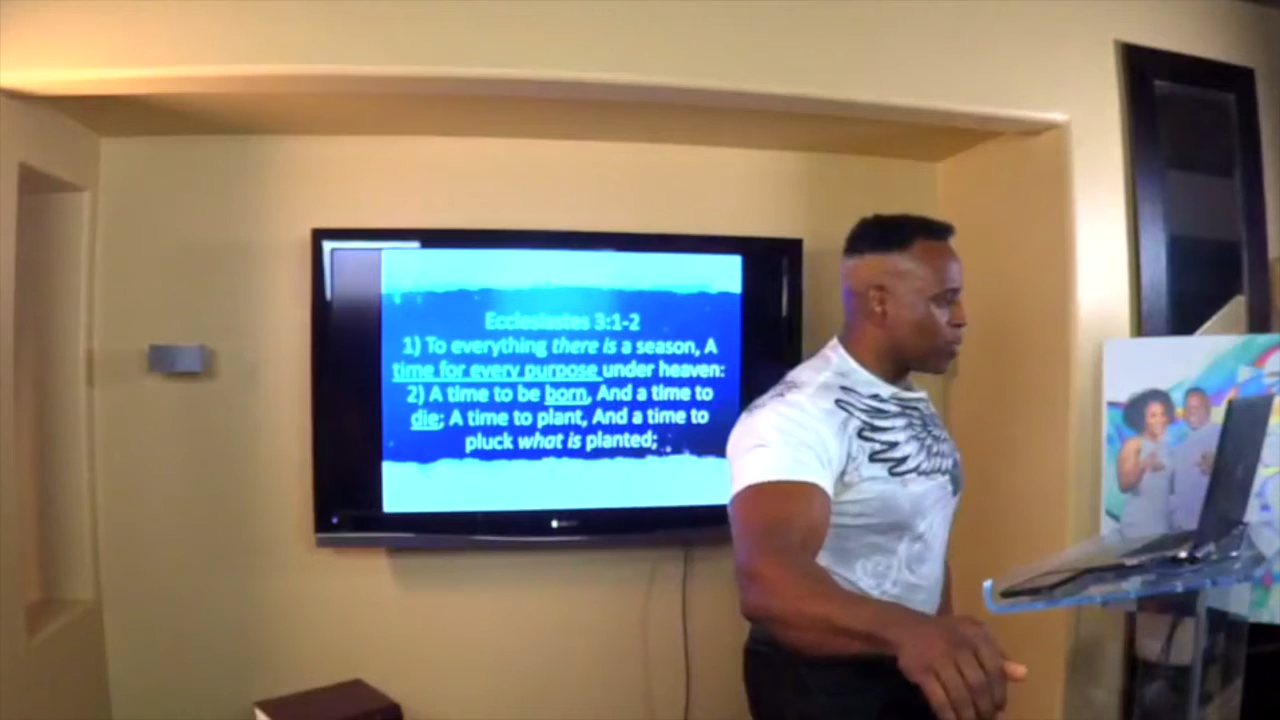 Ecclesiastes 3:1-2
1) To everything there is a season, A
time for every purpose under heaven:
2) A time to be born, And a time to
die; A time to plant, And a time to
pluck what is planted;